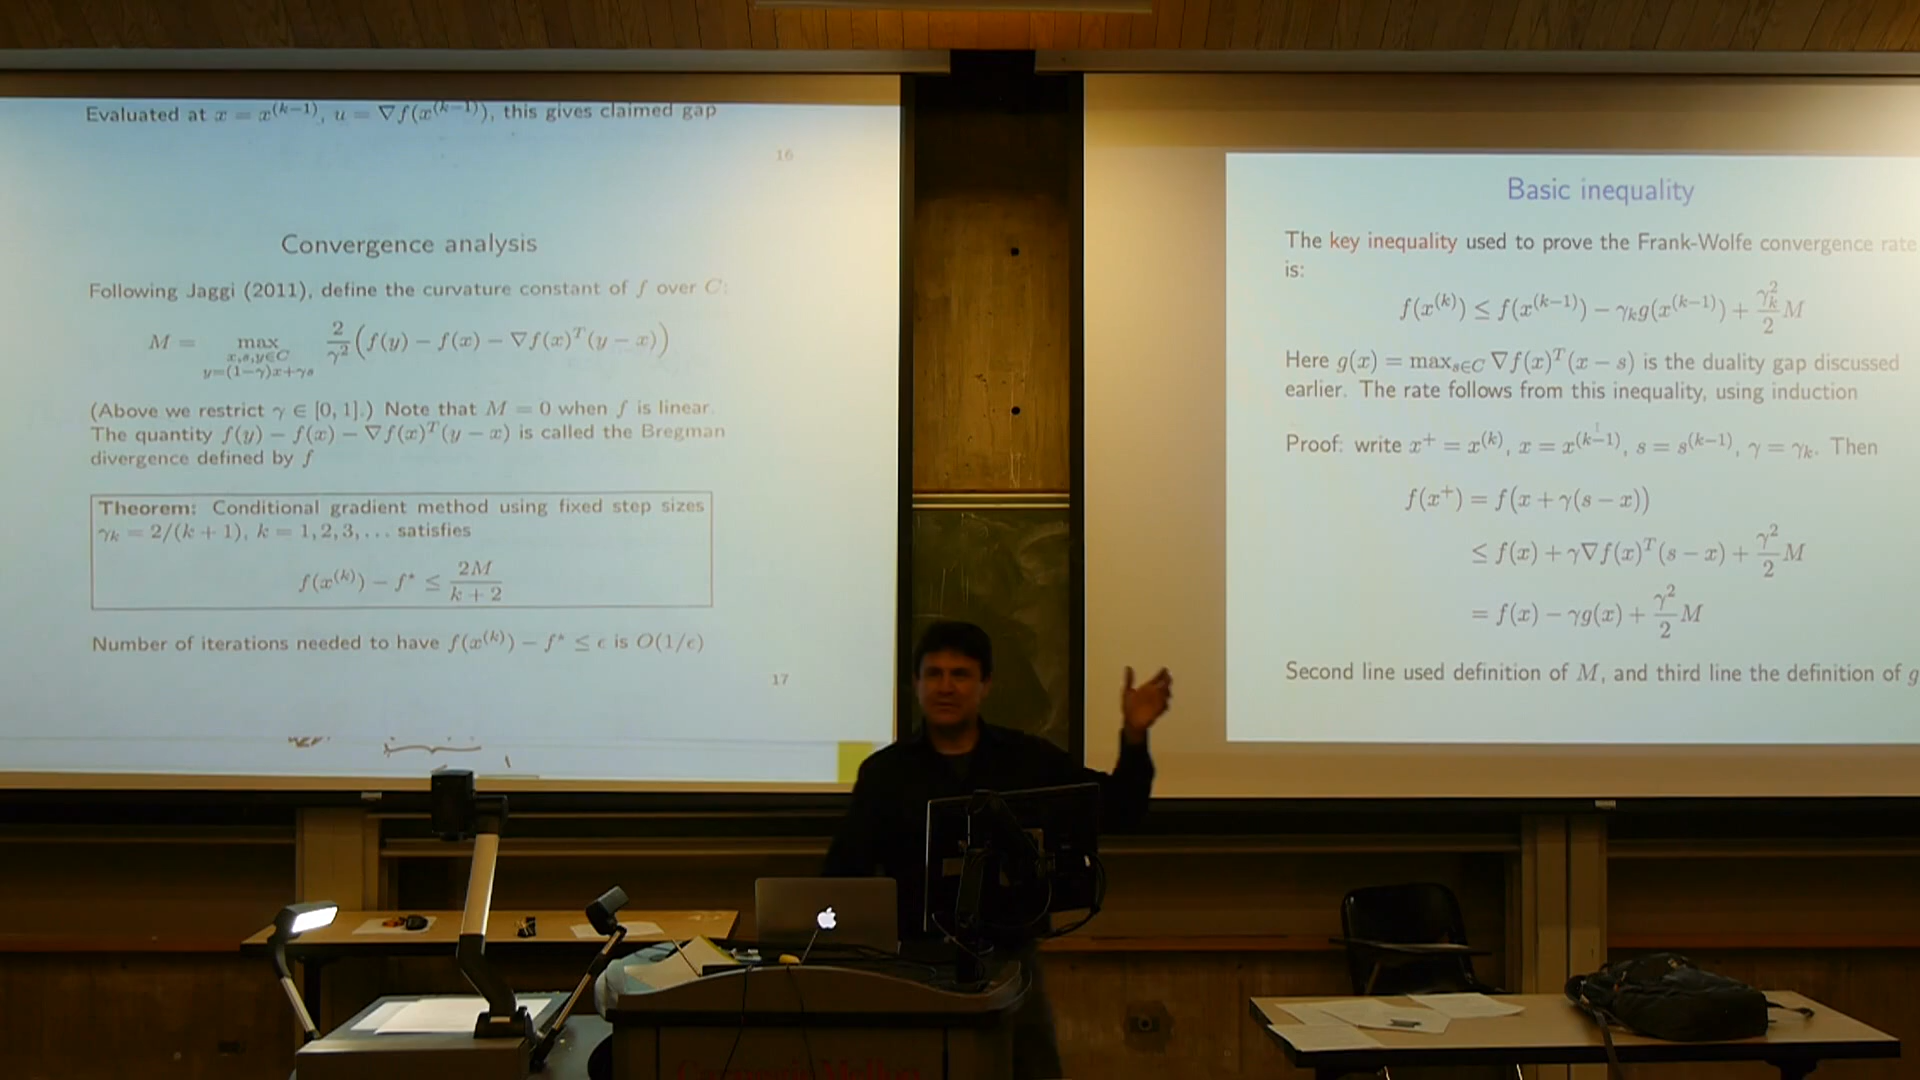 Evaluated at x = x^(k−1), u = ∇f(x^(k−1)), this gives claimed gap
16
Convergence analysis
Following Jaggi (2011), define the curvature constant of f over C:
M = max_{x,s,y∈C, y=(1−γ)x+γs} 2/γ² (f(y) − f(x) − ∇f(x)^T(y − x))
(Above we restrict γ ∈ [0, 1].) Note that M = 0 when f is linear.
The quantity f(y) − f(x) − ∇f(x)^T(y − x) is called the Bregman
divergence defined by f
Theorem: Conditional gradient method using fixed step sizes
γ_k = 2/(k + 1), k = 1, 2, 3, . . . satisfies
f(x^(k)) − f* ≤ 2M/(k + 2)
Number of iterations needed to have f(x^(k)) − f* ≤ ϵ is O(1/ϵ)
17
Basic inequality
The key inequality used to prove the Frank-Wolfe convergence rate
is:
f(x^(k)) ≤ f(x^(k−1)) − γ_k g(x^(k−1)) + γ_k²/2 M
Here g(x) = max_{s∈C} ∇f(x)^T(x − s) is the duality gap discussed
earlier. The rate follows from this inequality, using induction
Proof: write x⁺ = x^(k), x = x^(k−1), s = s^(k−1), γ = γ_k. Then
f(x⁺) = f(x + γ(s − x))
≤ f(x) + γ∇f(x)^T(s − x) + γ²/2 M
= f(x) − γg(x) + γ²/2 M
Second line used definition of M, and third line the definition of g
Carnegie Mellon